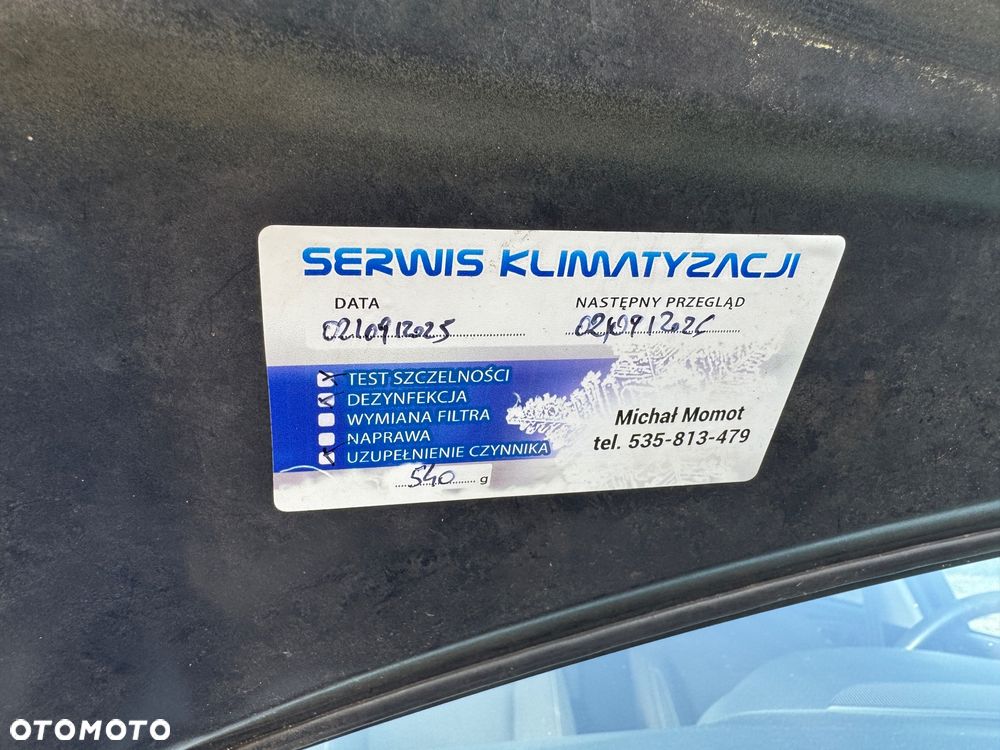 SERWIS KLIMATYZACJI
DATA
02/09/2025
NASTĘPNY PRZEGLĄD
02/09/2026
TEST SZCZELNOŚCI
DEZYNFEKCJA
WYMIANA FILTRA
NAPRAWA
UZUPEŁNIENIE CZYNNIKA
540 g
Michał Momot
tel. 535-813-479
OTOMOTO